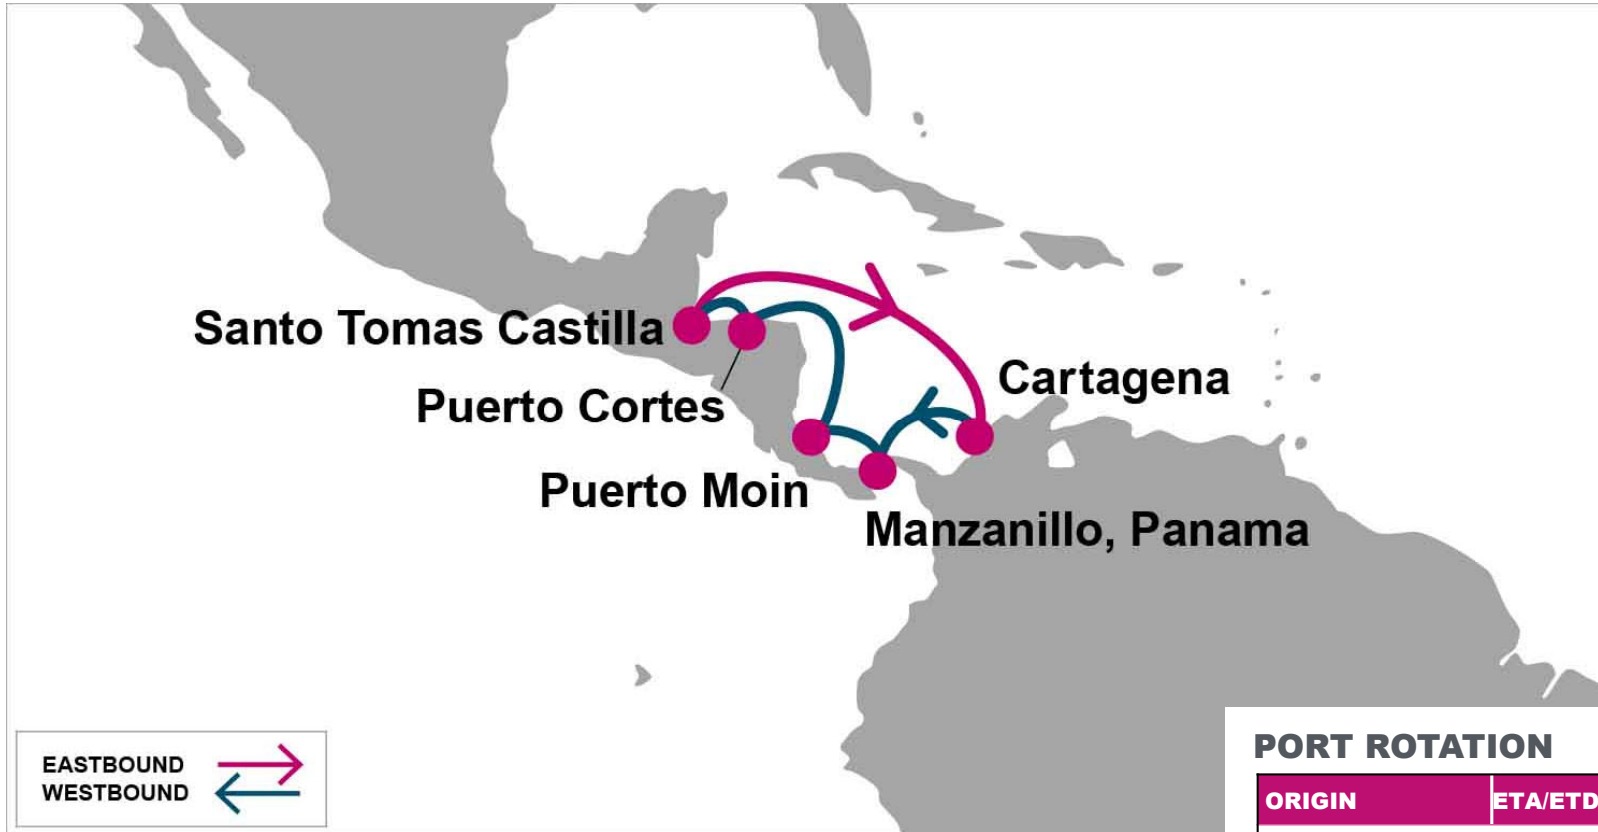 Santo Tomas Castilla
Cartagena
Puerto Cortes
Puerto Moin
Manzanillo, Panama
EASTBOUND
WESTBOUND
PORT ROTATION
ORIGIN ETA/ETD